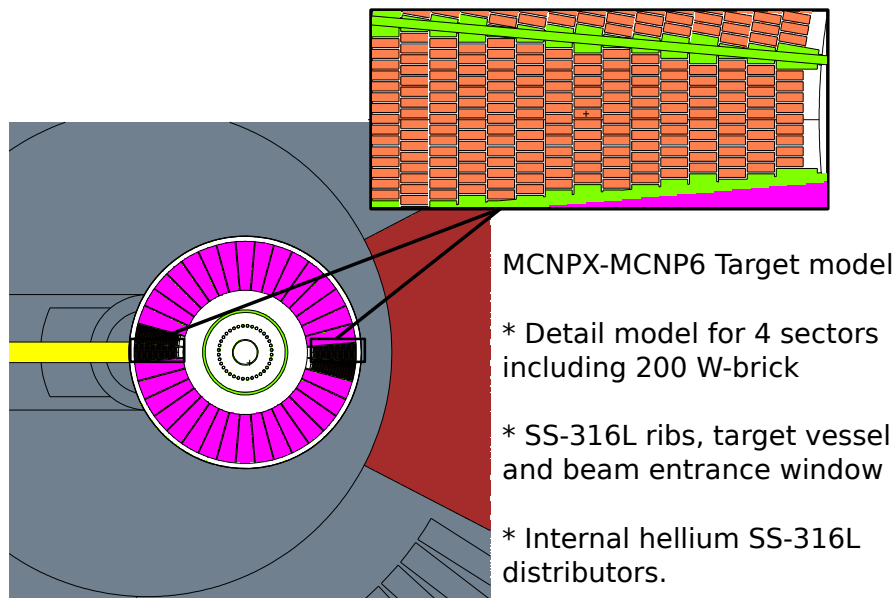 MCNPX-MCNP6 Target model
* Detail model for 4 sectors
including 200 W-brick
* SS-316L ribs, target vessel
and beam entrance window
* Internal hellium SS-316L
distributors.